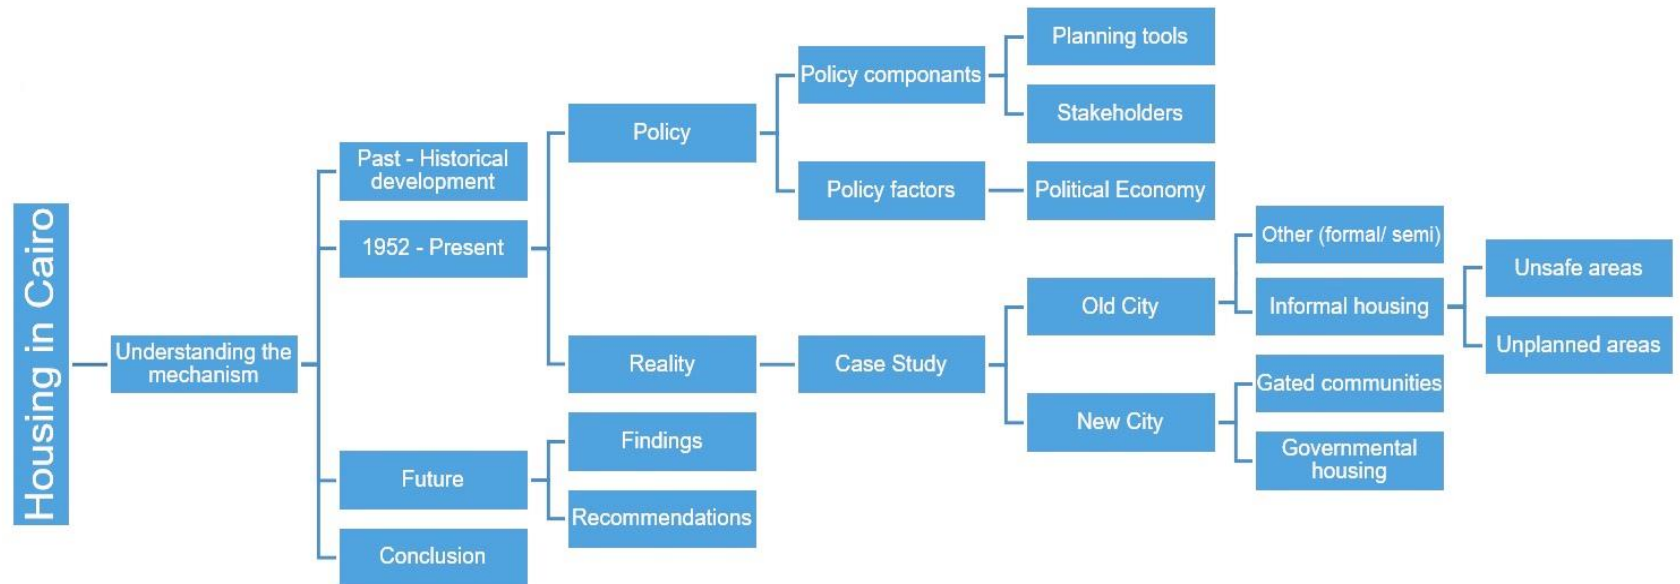 Housing in Cairo
Understanding the
mechanism
Past - Historical
development
1952 - Present
Future
Conclusion
Policy
Reality
Findings
Recommendations
Policy componants
Policy factors
Case Study
Planning tools
Stakeholders
Political Economy
Old City
New City
Other (formal/ semi)
Informal housing
Gated communities
Governmental
housing
Unsafe areas
Unplanned areas